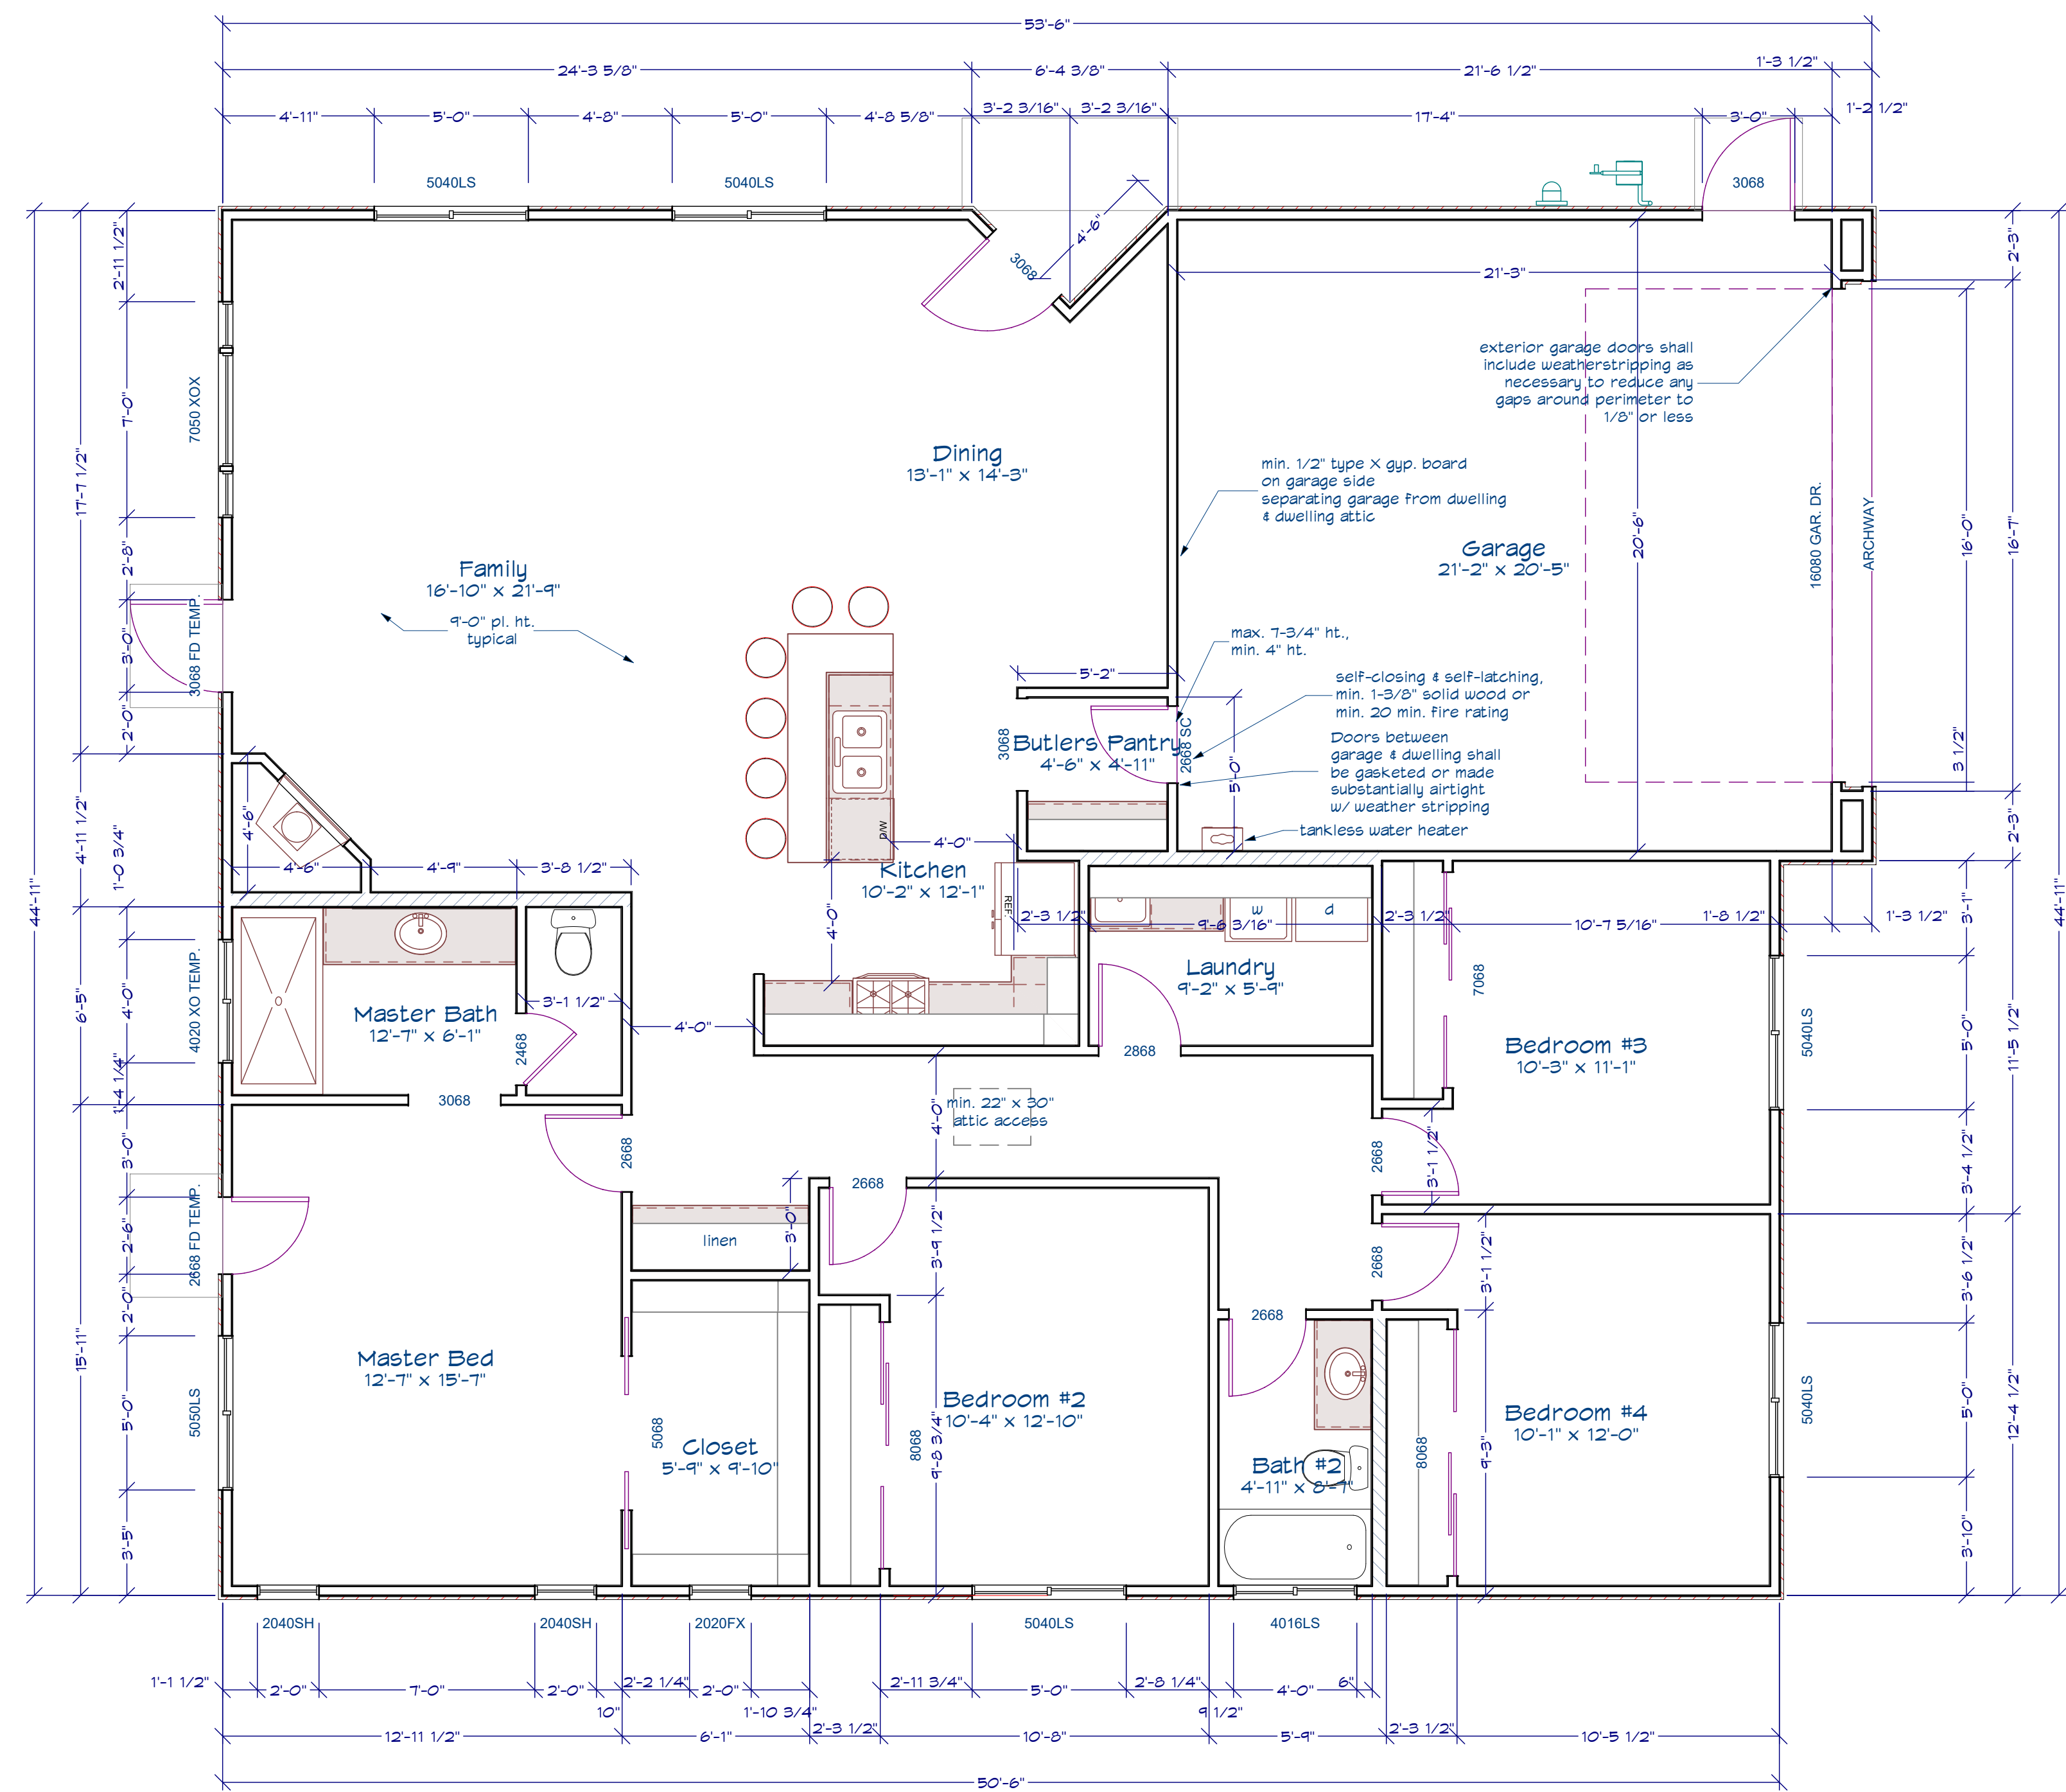 53'-6"
24'-3 5/8"
6'-4 3/8"
21'-6 1/2"
1'-3 1/2"
4'-11"
5'-0"
4'-8"
5'-0"
4'-8 5/8"
3'-2 3/16"
3'-2 3/16"
17'-4"
3'-0"
1'-2 1/2"
5040LS
5040LS
3068
4'-6"
3068
21'-3"
2'-11 1/2"
2'-3"
exterior garage doors shall
include weatherstripping as
necessary to reduce any
gaps around perimeter to
1/8" or less
7'-0"
7050 XOX
17'-7 1/2"
Dining
13'-1" x 14'-3"
min. 1/2" type X gyp. board
on garage side
separating garage from dwelling
& dwelling attic
Garage
21'-2" x 20'-5"
20'-6"
16080 GAR. DR.
ARCHWAY
16'-0"
16'-7"
2'-8"
Family
16'-10" x 21'-9"
9'-0" pl. ht.
typical
3'-0"
3068 FD TEMP.
2'-0"
max. 7-3/4" ht.,
min. 4" ht.
5'-2"
self-closing & self-latching,
min. 1-3/8" solid wood or
min. 20 min. fire rating
3068
Butlers Pantry
4'-6" x 4'-11"
2668 SC
5'-0"
Doors between
garage & dwelling shall
be gasketed or made
substantially airtight
w/ weather stripping
tankless water heater
3 1/2"
2'-3"
D/W
4'-0"
4'-6"
4'-11 1/2"
1'-0 3/4"
4'-6"
4'-9"
3'-8 1/2"
Kitchen
10'-2" x 12'-1"
REF.
44'-11"
44'-11"
4'-0"
2'-3 1/2"
9'-6 3/16"
w
d
2'-3 1/2"
10'-7 5/16"
1'-8 1/2"
1'-3 1/2"
3'-1"
Laundry
9'-2" x 5'-9"
7068
4020 XO TEMP.
4'-0"
6'-5"
3'-1 1/2"
Master Bath
12'-7" x 6'-1"
2468
4'-0"
2868
Bedroom #3
10'-3" x 11'-1"
5040LS
5'-0"
11'-5 1/2"
1'-4 1/4"
3068
4'-0"
min. 22" x 30"
attic access
2668
2668
3'-1 1/2"
3'-0"
3'-4 1/2"
2668
2668 FD TEMP.
2'-6"
linen
3'-0"
3'-9 1/2"
2668
3'-1 1/2"
3'-6 1/2"
2'-0"
2668
15'-11"
Master Bed
12'-7" x 15'-7"
5050LS
5'-0"
5068
Closet
5'-9" x 9'-10"
Bedroom #2
10'-4" x 12'-10"
8068
9'-8 3/4"
Bath #2
4'-11" x 8'-7"
8068
9'-3"
Bedroom #4
10'-1" x 12'-0"
5040LS
5'-0"
12'-4 1/2"
3'-5"
3'-10"
2040SH
2040SH
2020FX
5040LS
4016LS
1'-1 1/2"
2'-0"
7'-0"
2'-0"
2'-2 1/4"
2'-0"
2'-11 3/4"
5'-0"
2'-8 1/4"
4'-0"
6"
10"
1'-10 3/4"
9 1/2"
12'-11 1/2"
6'-1"
2'-3 1/2"
10'-8"
5'-9"
2'-3 1/2"
10'-5 1/2"
50'-6"